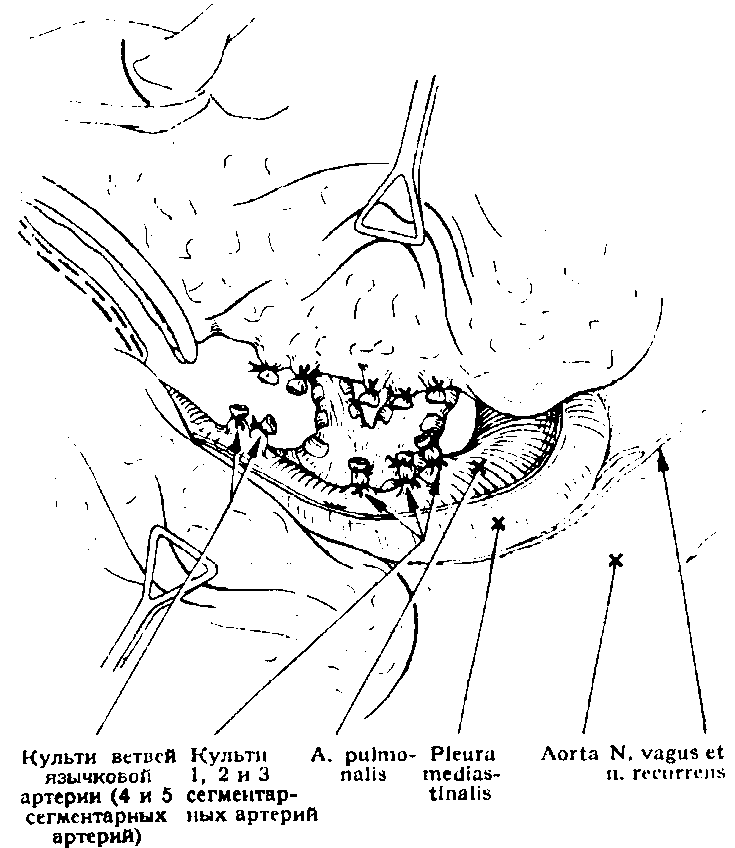 Культи ветвей
язычковой
артерии (4 и 5
сегментарных
артерий)
Культи
1, 2 и 3
сегментар-
ных артерий
A. pulmo-
nalis
Pleura
medias-
tinalis
Aorta
N. vagus et
n. recurrens